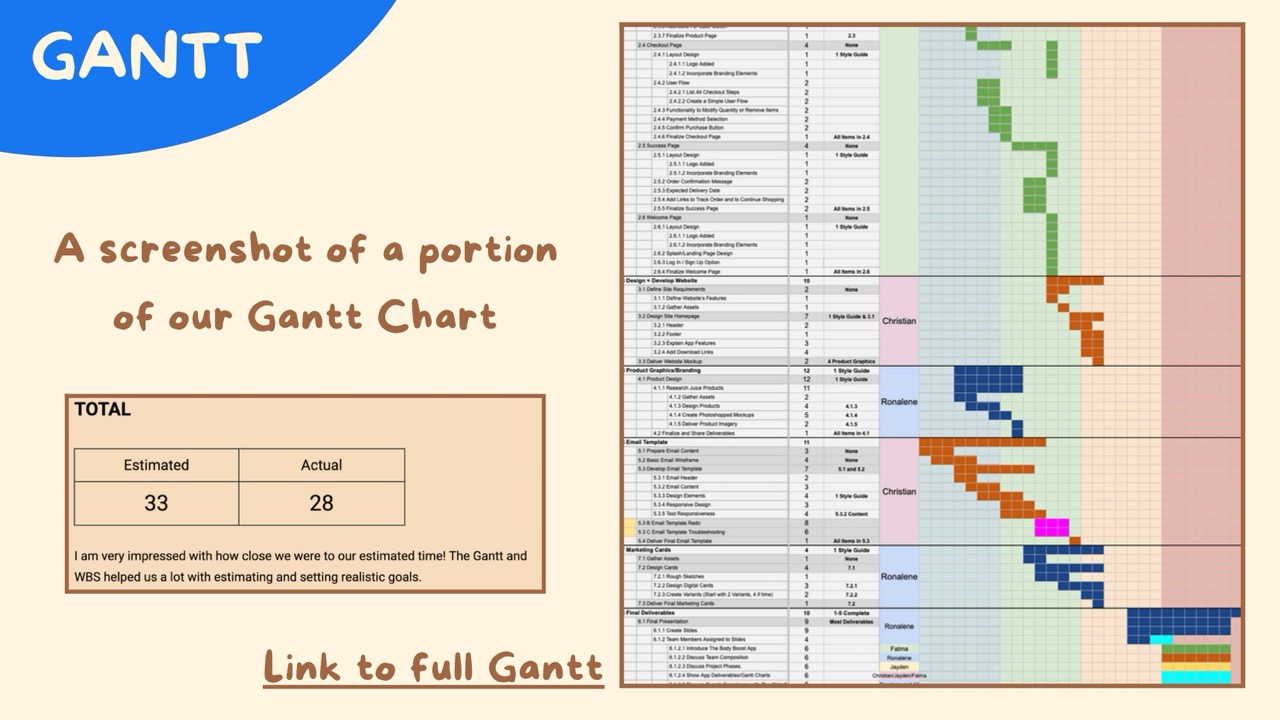 GANTT
A screenshot of a portion
of our Gantt Chart
TOTAL
Estimated Actual
33 28
I am very impressed with how close we were to our estimated time! The Gantt and
WBS helped us a lot with estimating and setting realistic goals.
Link to full Gantt
2.3.7 Finalize Product Page 1 2.3
2.4 Checkout Page 4 None
2.4.1 Layout Design 1 1 Style Guide
2.4.1.1 Logo Added 1
2.4.1.2 Incorporate Branding Elements 1
2.4.2 User Flow 2
2.4.2.1 List All Checkout Steps 2
2.4.2.2 Create a Simple User Flow 2
2.4.3 Functionality to Modify Quantity or Remove Items 2
2.4.4 Payment Method Selection 2
2.4.5 Confirm Purchase Button 2
2.4.6 Finalize Checkout Page 1 All Items in 2.4
2.5 Success Page 4 None
2.5.1 Layout Design 1 1 Style Guide
2.5.1.1 Logo Added 1
2.5.1.2 Incorporate Branding Elements 1
2.5.2 Order Confirmation Message 2
2.5.3 Expected Delivery Date 2
2.5.4 Add Links to Track Order and to Continue Shopping 2
2.5.5 Finalize Success Page 2 All Items in 2.5
2.6 Welcome Page 1 None
2.6.1 Layout Design 1 1 Style Guide
2.6.1.1 Logo Added 1
2.6.1.2 Incorporate Branding Elements 1
2.6.2 Splash/Landing Page Design 1
2.6.3 Log In / Sign Up Option 1
2.6.4 Finalize Welcome Page 1 All Items in 2.6
Design + Develop Website 10
3.1 Define Site Requirements 2 None
3.1.1 Define Website's Features 1
3.1.2 Gather Assets 1
3.2 Design Site Homepage 7 1 Style Guide & 3.1
Christian
3.2.1 Header 2
3.2.2 Footer 1
3.2.3 Explain App Features 3
3.2.4 Add Download Links 4
3.3 Deliver Website Mockup 2 4 Product Graphics
Product Graphics/Branding 12 1 Style Guide
4.1 Product Design 12 1 Style Guide
4.1.1 Research Juice Products 11
4.1.2 Gather Assets 2
Ronalene
4.1.3 Design Products 4 4.1.3
4.1.4 Create Photoshopped Mockups 5 4.1.4
4.1.5 Deliver Product Imagery 2 4.1.5
4.2 Finalize and Share Deliverables 1 All Items in 4.1
Email Template 11
5.1 Prepare Email Content 3 None
5.2 Basic Email Wireframe 4 None
5.3 Develop Email Template 7 5.1 and 5.2
5.3.1 Email Header 2
5.3.2 Email Content 3
Christian
5.3.3 Design Elements 4 1 Style Guide
5.3.4 Responsive Design 3
5.3.5 Test Responsiveness 4 5.3.2 Content
5.3 B Email Template Redo 8
5.3 C Email Template Troubleshooting 6
5.4 Deliver Final Email Template 1 All Items in 5.3
Marketing Cards 4 1 Style Guide
7.1 Gather Assets 1 None
7.2 Design Cards 4 7.1
7.2.1 Rough Sketches 1
Ronalene
7.2.2 Design Digital Cards 3 7.2.1
7.2.3 Create Variants (Start with 2 Variants, 4 if time) 2 7.2.2
7.3 Deliver Final Marketing Cards 1 7.2
Final Deliverables 10 1-5 Complete
6.1 Final Presentation 9 Most Deliverables
Ronalene
6.1.1 Create Slides 9
6.1.2 Team Members Assigned to Slides 4
6.1.2.1 Introduce The Body Boost App 6 Fatma
6.1.2.2 Discuss Team Composition 6 Ronalene
6.1.2.3 Discuss Project Phases. 6 Jayden
6.1.2.4 Show App Deliverables/Gantt Charts 6 Christian/Jayden/Fatma